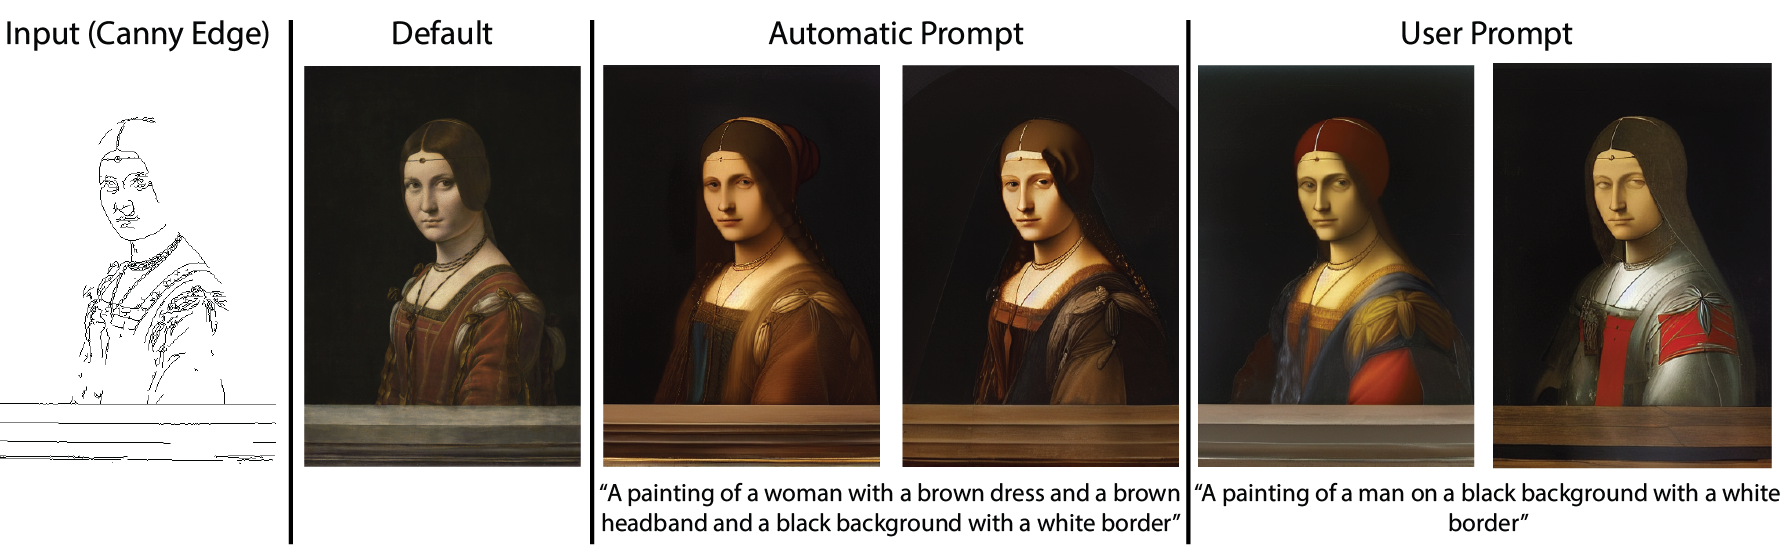 Input (Canny Edge)
Default
Automatic Prompt
User Prompt
“A painting of a woman with a brown dress and a brown
headband and a black background with a white border”
“A painting of a man on a black background with a white
border”